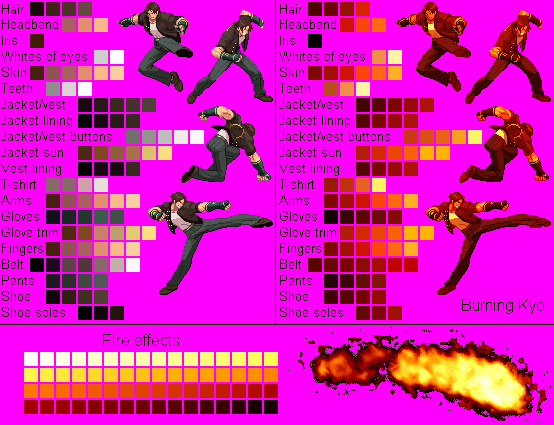 Hair
Headband
Iris
Whites of eyes
Skin
Teeth
Jacket/vest
Jacket lining
Jacket/vest buttons
Jacket sun
Vest lining
T-shirt
Arms
Gloves
Glove trim
Fingers
Belt
Pants
Shoe
Shoe soles
Hair
Headband
Iris
Whites of eyes
Skin
Teeth
Jacket/vest
Jacket lining
Jacket/vest buttons
Jacket sun
Vest lining
T-shirt
Arms
Gloves
Glove trim
Fingers
Belt
Pants
Shoe
Shoe soles
Burning Kyo
Fire effects